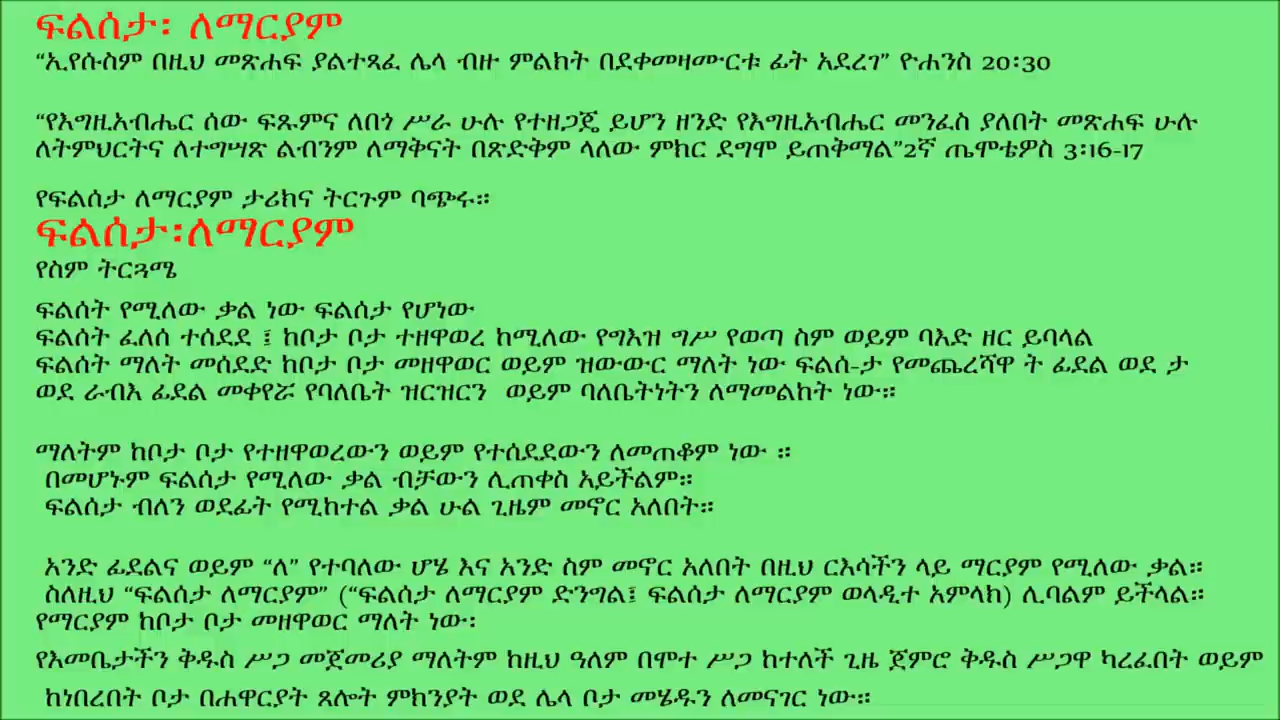 ፍልሰታ፡ ለማርያም
“ኢየሱስም በዚህ መጽሐፍ ያልተጻፈ ሌላ ብዙ ምልክት በደቀመዛሙርቱ ፊት አደረገ” ዮሐንስ 20፡30
“የእግዚአብሔር ሰው ፍጹምና ለበጎ ሥራ ሁሉ የተዘጋጄ ይሆን ዘንድ የእግዚአብሔር መንፈስ ያለበት መጽሐፍ ሁሉ
ለትምህርትና ለተግሣጽ ልብንም ለማቅናት በጽድቅም ላለው ምክር ደግሞ ይጠቅማል”2ኛ ጤሞቴዎስ 3፡16-17
የፍልሰታ ለማርያም ታሪክና ትርጉም ባጭሩ።
ፍልሰታ፡ለማርያም
የስም ትርጓሜ
ፍልሰት የሚለው ቃል ነው ፍልሰታ የሆነው
ፍልሰት ፈለሰ ተሰደደ ፤ ከቦታ ቦታ ተዘዋወረ ከሚለው የግእዝ ግሥ የወጣ ስም ወይም ባእድ ዘር ይባላል
ፍልሰት ማለት መሰደድ ከቦታ ቦታ መዘዋወር ወይም ዝውውር ማለት ነው ፍልሰ-ታ የመጨረሻዋ ት ፊደል ወደ ታ
ወደ ራብእ ፊደል መቀየሯ የባለቤት ዝርዝርን ወይም ባለቤትነትን ለማመልከት ነው።
ማለትም ከቦታ ቦታ የተዘዋወረውን ወይም የተሰደደውን ለመጠቆም ነው ።
በመሆኑም ፍልሰታ የሚለው ቃል ብቻውን ሊጠቀስ አይችልም።
ፍልሰታ ብለን ወደፊት የሚከተል ቃል ሁል ጊዜም መኖር አለበት።
አንድ ፊደልና ወይም “ለ” የተባለው ሆሄ እና አንድ ስም መኖር አለበት በዚህ ርእሳችን ላይ ማርያም የሚለው ቃል።
ስለዚህ “ፍልሰታ ለማርያም” (“ፍልሰታ ለማርያም ድንግል፤ ፍልሰታ ለማርያም ወላዲተ አምላክ) ሊባልም ይችላል።
የማርያም ከቦታ ቦታ መዘዋወር ማለት ነው፡
የእመቤታችን ቅዱስ ሥጋ መጀመሪያ ማለትም ከዚህ ዓለም በሞተ ሥጋ ከተለች ጊዜ ጀምሮ ቅዱስ ሥጋዋ ካረፈበት ወይም
ከነበረበት ቦታ በሐዋርያት ጸሎት ምክንያት ወደ ሌላ ቦታ መሄዱን ለመናገር ነው።